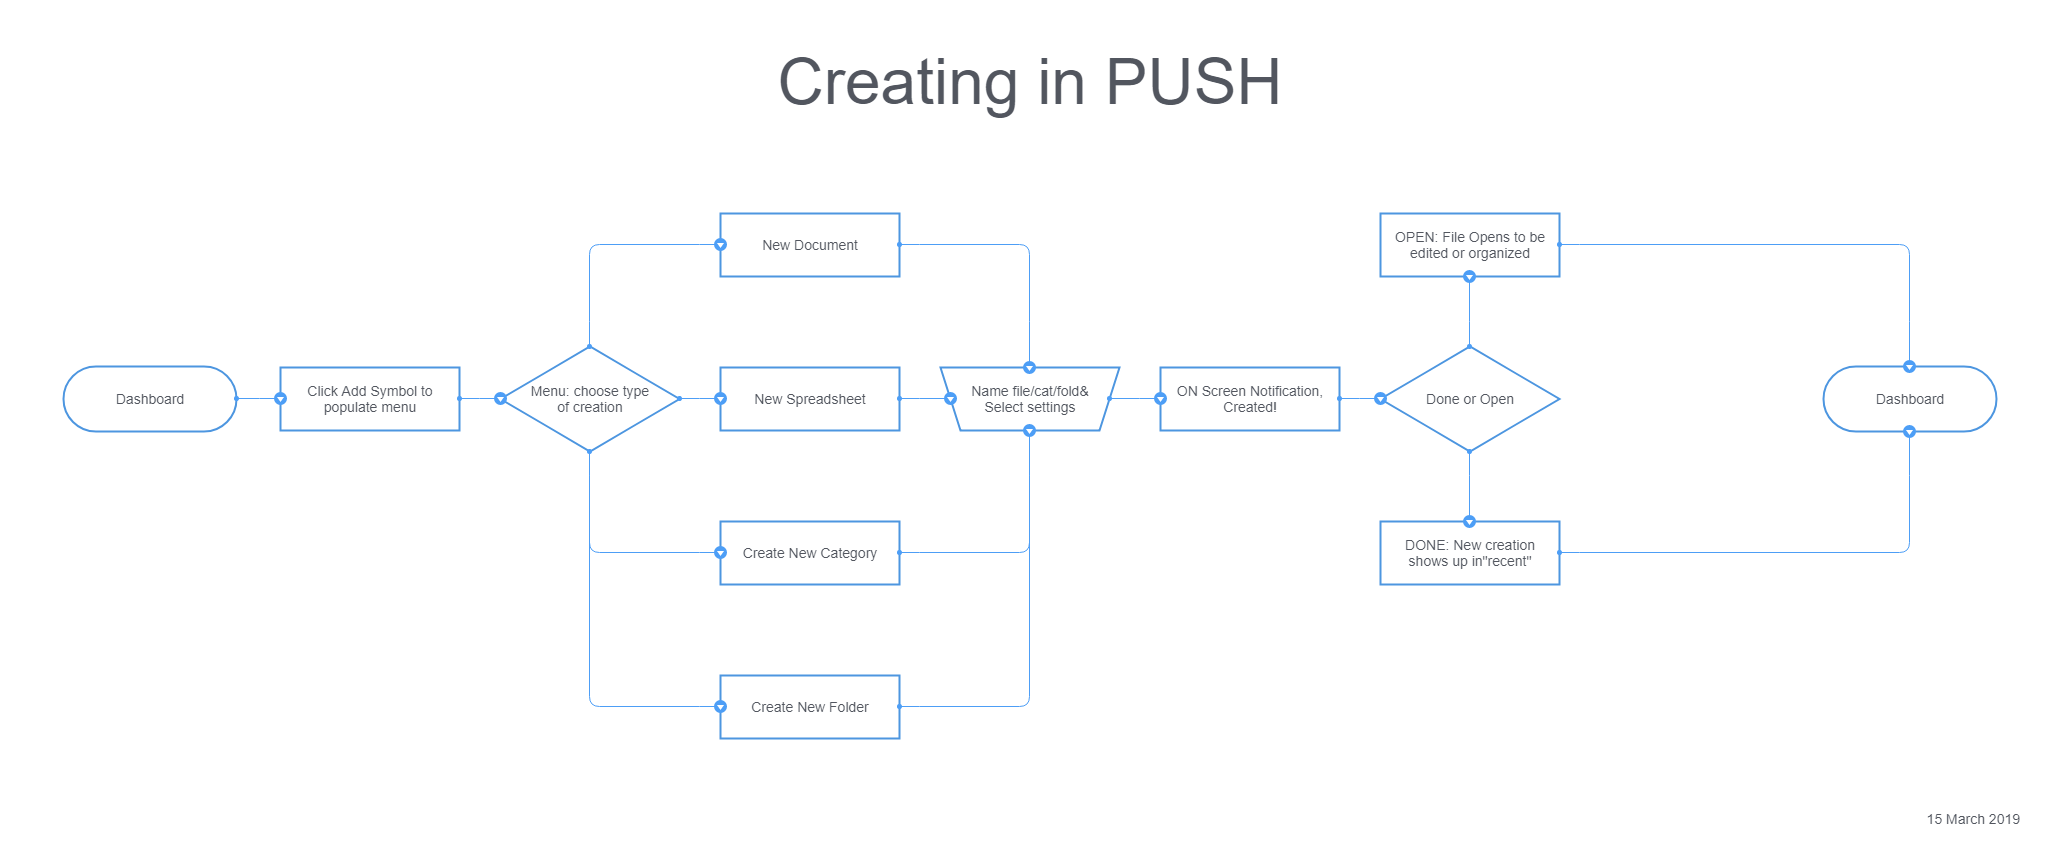 Creating in PUSH
Dashboard
Click Add Symbol to
populate menu
Menu: choose type
of creation
New Document
New Spreadsheet
Create New Category
Create New Folder
Name file/cat/fold&
Select settings
ON Screen Notification,
Created!
Done or Open
OPEN: File Opens to be
edited or organized
DONE: New creation
shows up in"recent"
Dashboard
15 March 2019